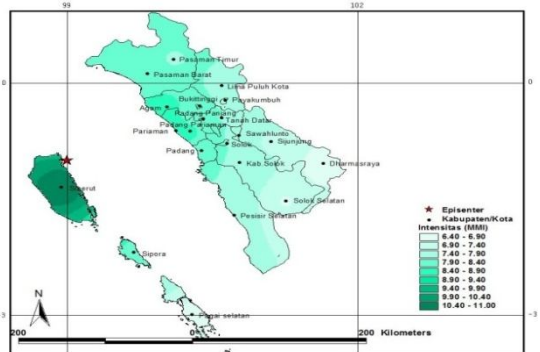 99
102
0
0
Pasaman Timur
Pasaman Barat
Lima Puluh Kota
Bukittinggi
Payakumbuh
Agam
Padang Panjang
Tanah Datar
Padang Pariaman
Pariaman
Sawahlunto
Sijunjung
Solok
Padang
Kab.Solok
Dharmasraya
Siberut
Solok Selatan
Pesisir Selatan
Sipora
Pagai selatan
Episenter
Kabupaten/Kota
Intensitas (MMI)
6.40 - 6.90
6.90 - 7.40
7.40 - 7.90
7.90 - 8.40
8.40 - 8.90
8.90 - 9.40
9.40 - 9.90
9.90 - 10.40
10.40 - 11.00
N
-3
200
0
200 Kilometers